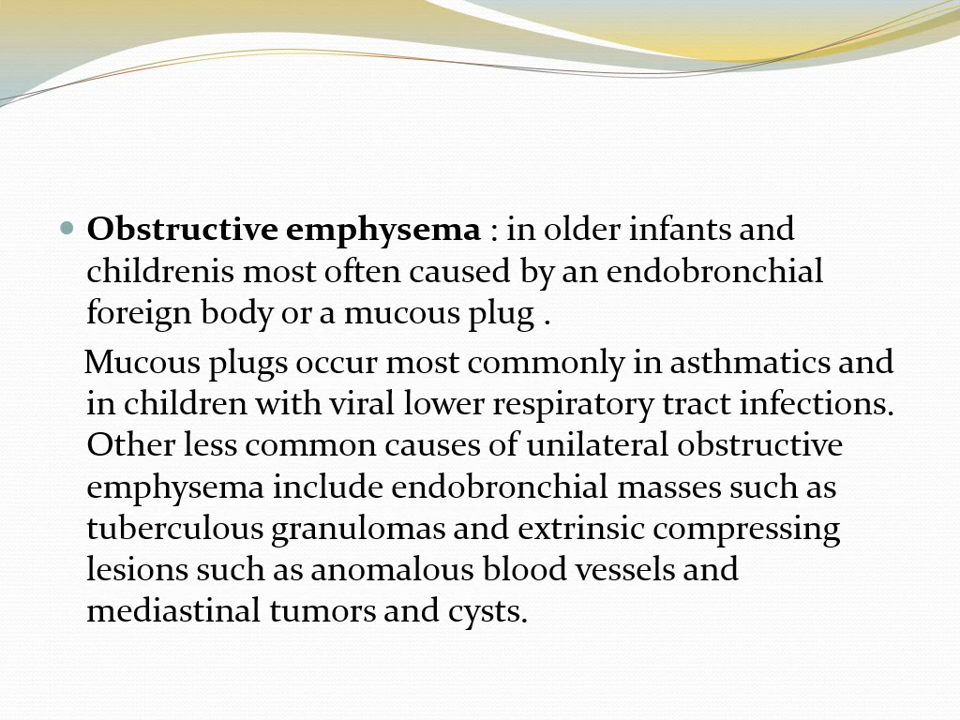 Obstructive emphysema : in older infants and
childrenis most often caused by an endobronchial
foreign body or a mucous plug .
Mucous plugs occur most commonly in asthmatics and
in children with viral lower respiratory tract infections.
Other less common causes of unilateral obstructive
emphysema include endobronchial masses such as
tuberculous granulomas and extrinsic compressing
lesions such as anomalous blood vessels and
mediastinal tumors and cysts.